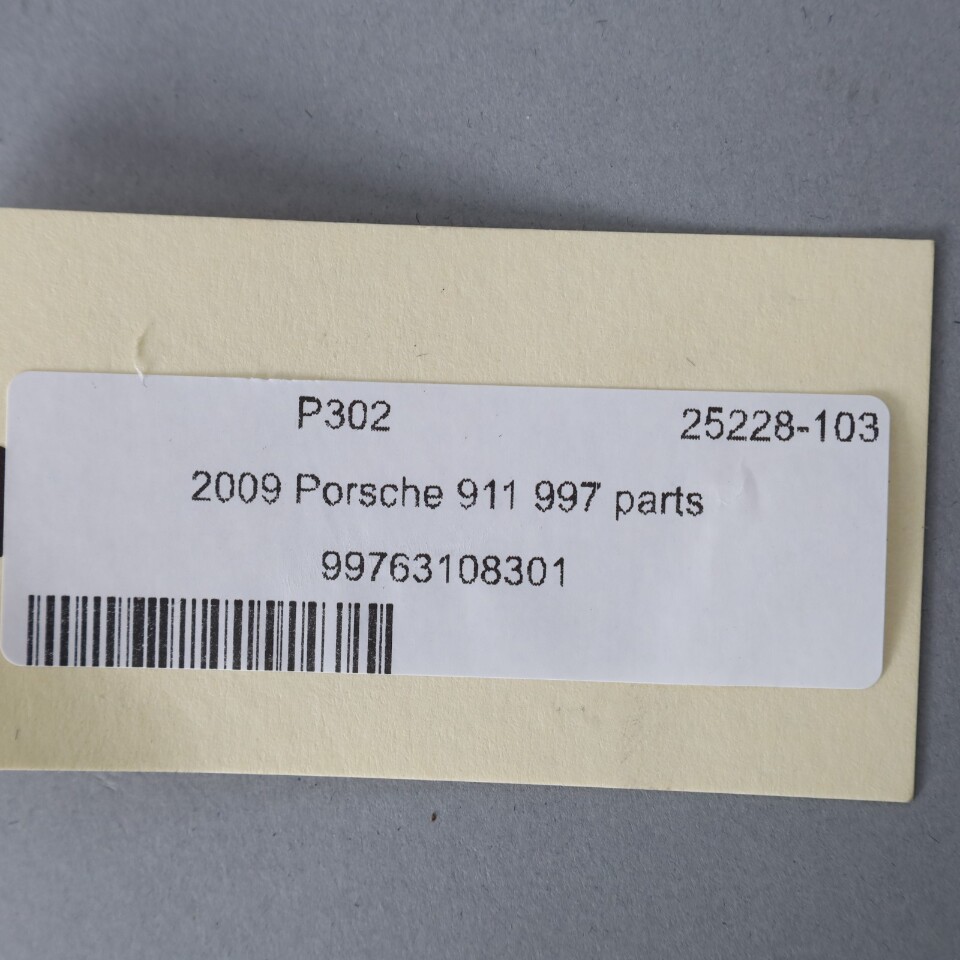 P302 25228-103
2009 Porsche 911 997 parts
99763108301